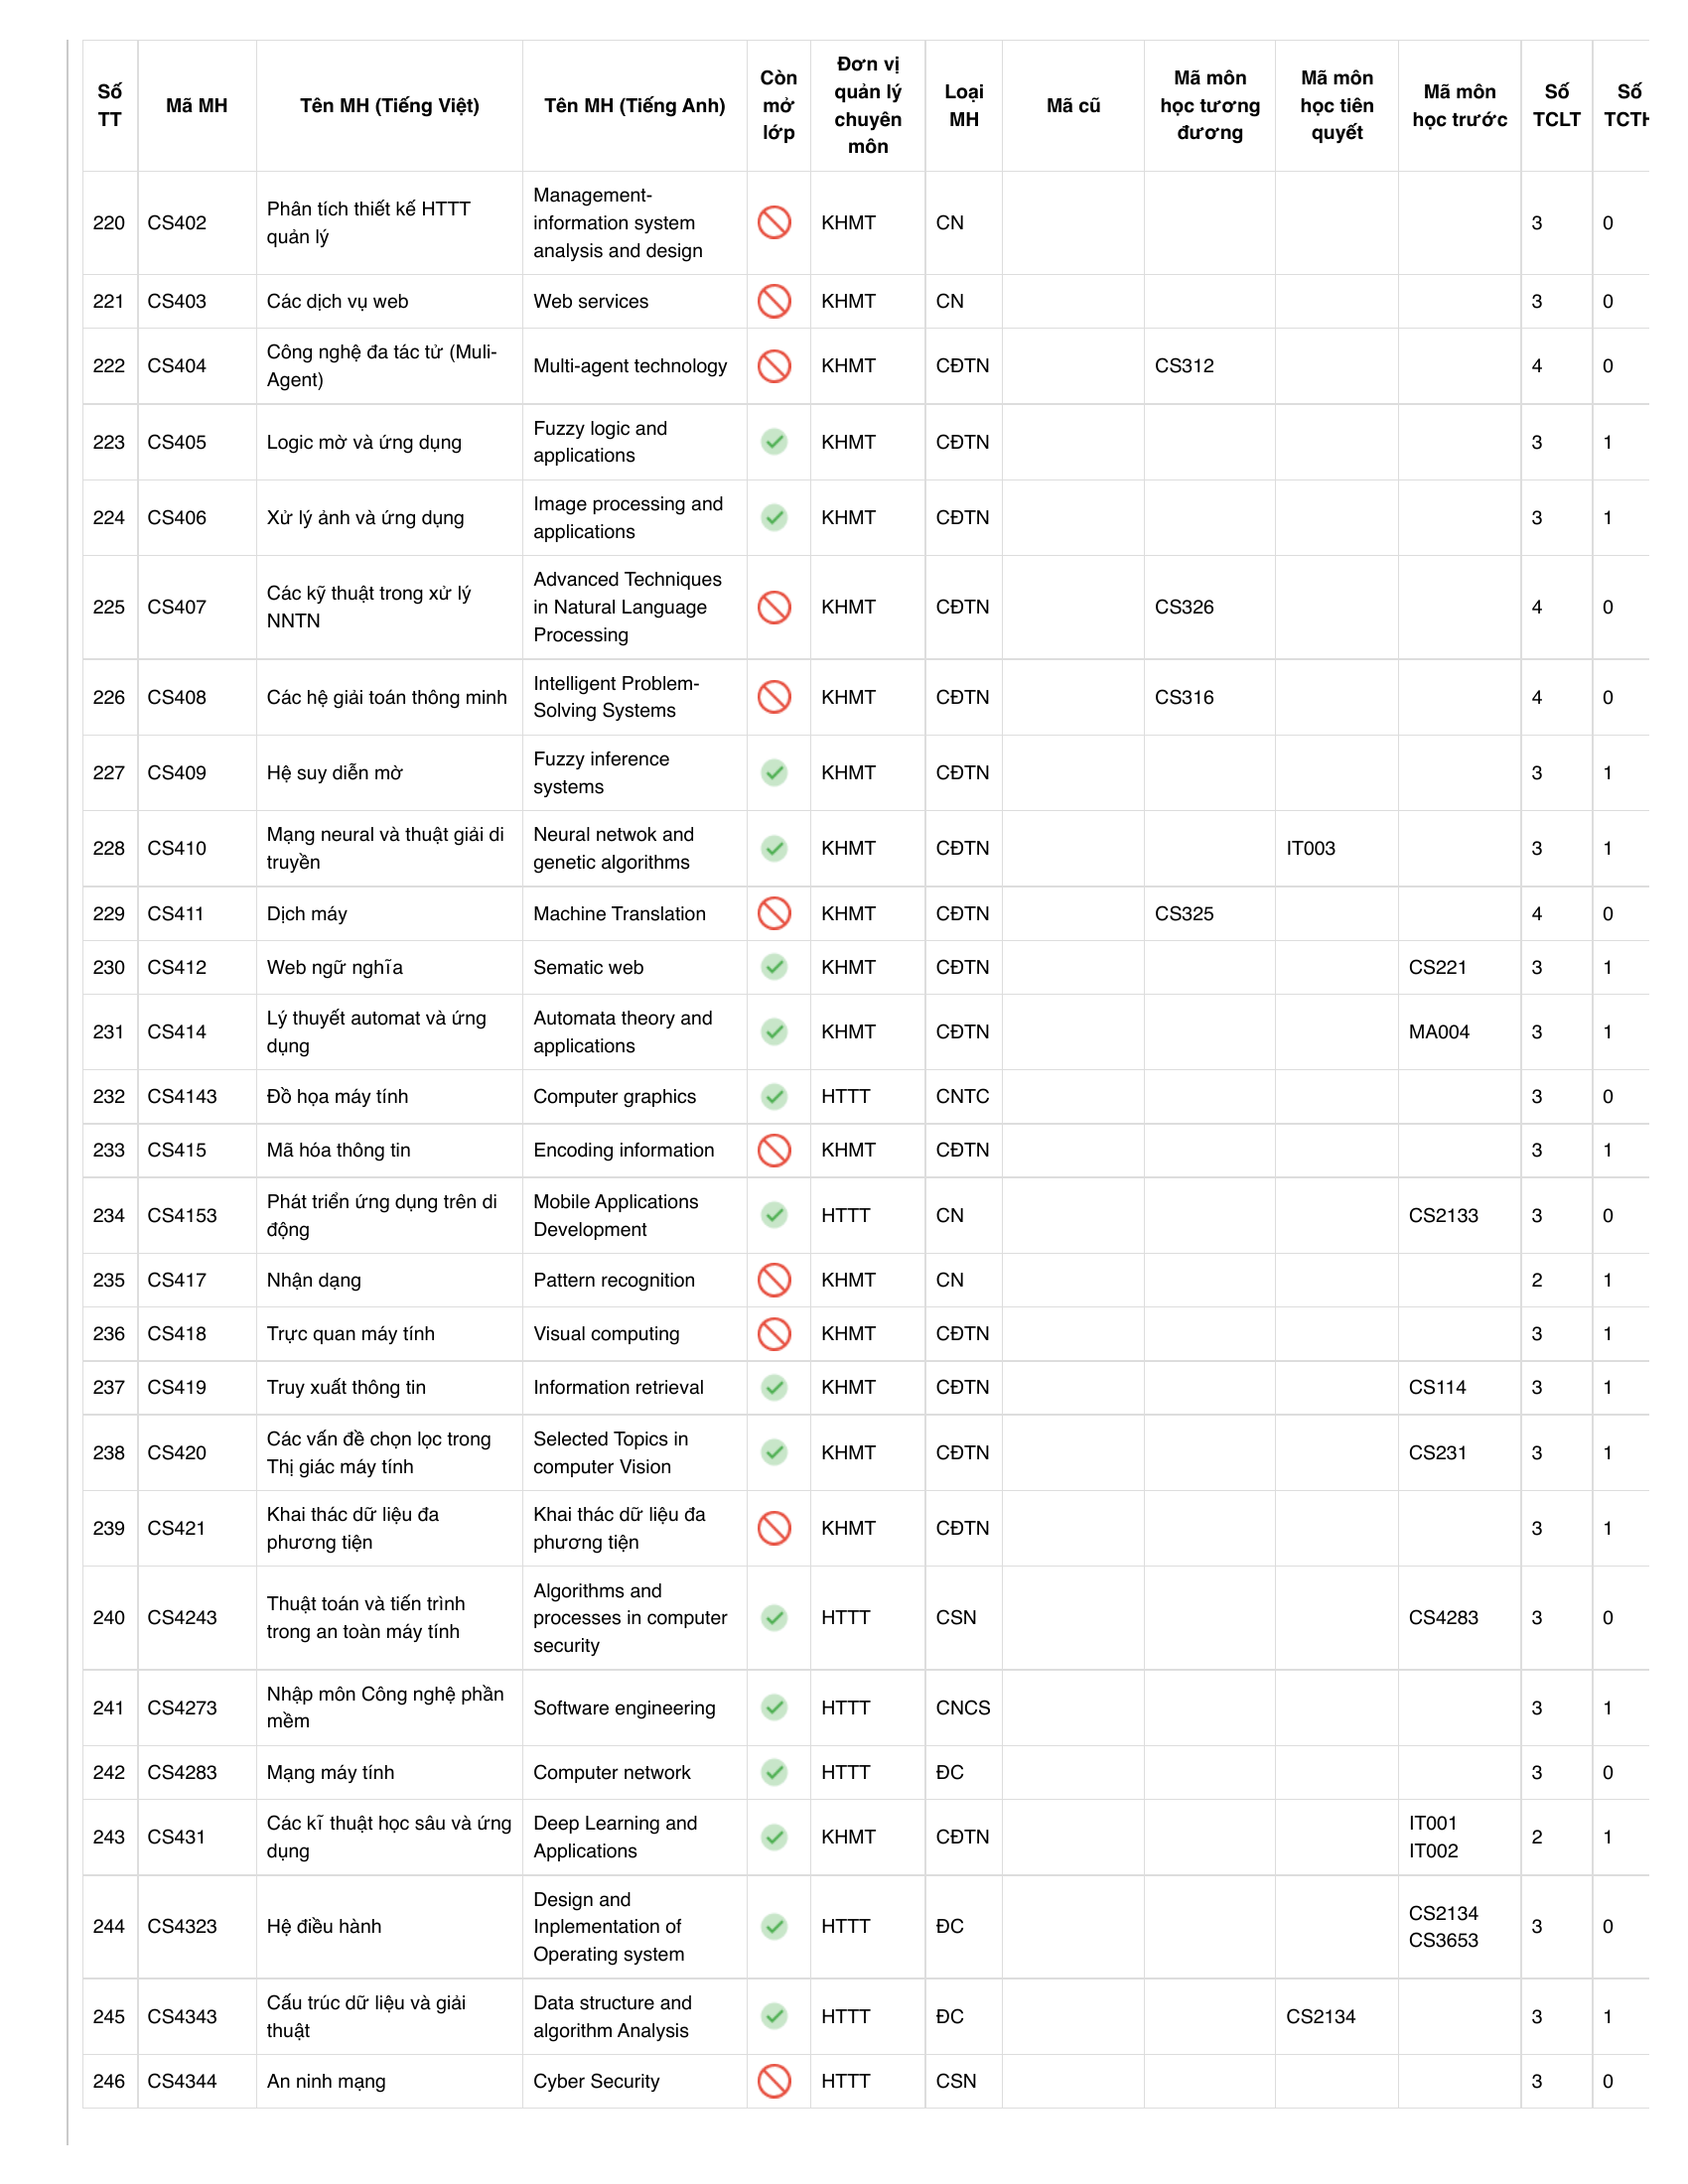 Số TT Mã MH Tên MH (Tiếng Việt) Tên MH (Tiếng Anh) Còn mở lớp Đơn vị quản lý chuyên môn Loại MH Mã cũ Mã môn học tương đương Mã môn học tiên quyết Mã môn học trước Số TCLT Số TCTH
220 CS402 Phân tích thiết kế HTTT quản lý Management-information system analysis and design KHMT CN 3 0
221 CS403 Các dịch vụ web Web services KHMT CN 3 0
222 CS404 Công nghệ đa tác tử (Muli-Agent) Multi-agent technology KHMT CĐTN CS312 4 0
223 CS405 Logic mờ và ứng dụng Fuzzy logic and applications KHMT CĐTN 3 1
224 CS406 Xử lý ảnh và ứng dụng Image processing and applications KHMT CĐTN 3 1
225 CS407 Các kỹ thuật trong xử lý NNTN Advanced Techniques in Natural Language Processing KHMT CĐTN CS326 4 0
226 CS408 Các hệ giải toán thông minh Intelligent Problem-Solving Systems KHMT CĐTN CS316 4 0
227 CS409 Hệ suy diễn mờ Fuzzy inference systems KHMT CĐTN 3 1
228 CS410 Mạng neural và thuật giải di truyền Neural netwok and genetic algorithms KHMT CĐTN IT003 3 1
229 CS411 Dịch máy Machine Translation KHMT CĐTN CS325 4 0
230 CS412 Web ngữ nghĩa Sematic web KHMT CĐTN CS221 3 1
231 CS414 Lý thuyết automat và ứng dụng Automata theory and applications KHMT CĐTN MA004 3 1
232 CS4143 Đồ họa máy tính Computer graphics HTTT CNTC 3 0
233 CS415 Mã hóa thông tin Encoding information KHMT CĐTN 3 1
234 CS4153 Phát triển ứng dụng trên di động Mobile Applications Development HTTT CN CS2133 3 0
235 CS417 Nhận dạng Pattern recognition KHMT CN 2 1
236 CS418 Trực quan máy tính Visual computing KHMT CĐTN 3 1
237 CS419 Truy xuất thông tin Information retrieval KHMT CĐTN CS114 3 1
238 CS420 Các vấn đề chọn lọc trong Thị giác máy tính Selected Topics in computer Vision KHMT CĐTN CS231 3 1
239 CS421 Khai thác dữ liệu đa phương tiện Khai thác dữ liệu đa phương tiện KHMT CĐTN 3 1
240 CS4243 Thuật toán và tiến trình trong an toàn máy tính Algorithms and processes in computer security HTTT CSN CS4283 3 0
241 CS4273 Nhập môn Công nghệ phần mềm Software engineering HTTT CNCS 3 1
242 CS4283 Mạng máy tính Computer network HTTT ĐC 3 0
243 CS431 Các kĩ thuật học sâu và ứng dụng Deep Learning and Applications KHMT CĐTN IT001 IT002 2 1
244 CS4323 Hệ điều hành Design and Inplementation of Operating system HTTT ĐC CS2134 CS3653 3 0
245 CS4343 Cấu trúc dữ liệu và giải thuật Data structure and algorithm Analysis HTTT ĐC CS2134 3 1
246 CS4344 An ninh mạng Cyber Security HTTT CSN 3 0